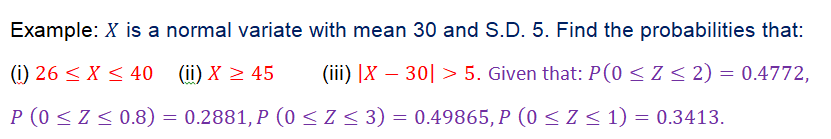 Example: X is a normal variate with mean 30 and S.D. 5. Find the probabilities that:
(i) 26 ≤ X ≤ 40 (ii) X ≥ 45 (iii) |X − 30| > 5. Given that: P(0 ≤ Z ≤ 2) = 0.4772,
P (0 ≤ Z ≤ 0.8) = 0.2881, P (0 ≤ Z ≤ 3) = 0.49865, P (0 ≤ Z ≤ 1) = 0.3413.